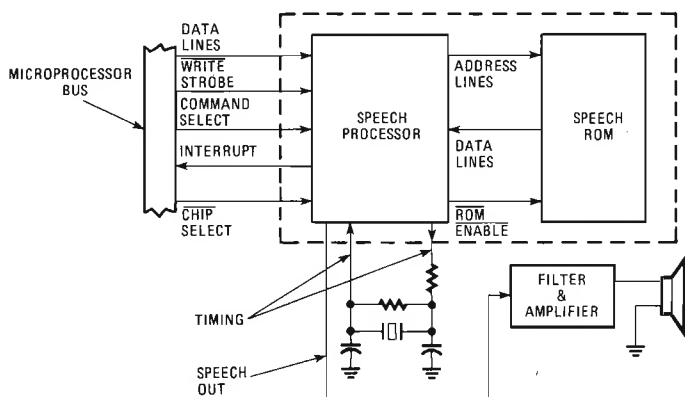 DATA
LINES
WRITE
STROBE
COMMAND
SELECT
INTERRUPT
CHIP
SELECT
MICROPROCESSOR
BUS
SPEECH
PROCESSOR
ADDRESS
LINES
DATA
LINES
ROM
ENABLE
SPEECH
ROM
TIMING
SPEECH
OUT
FILTER
&
AMPLIFIER